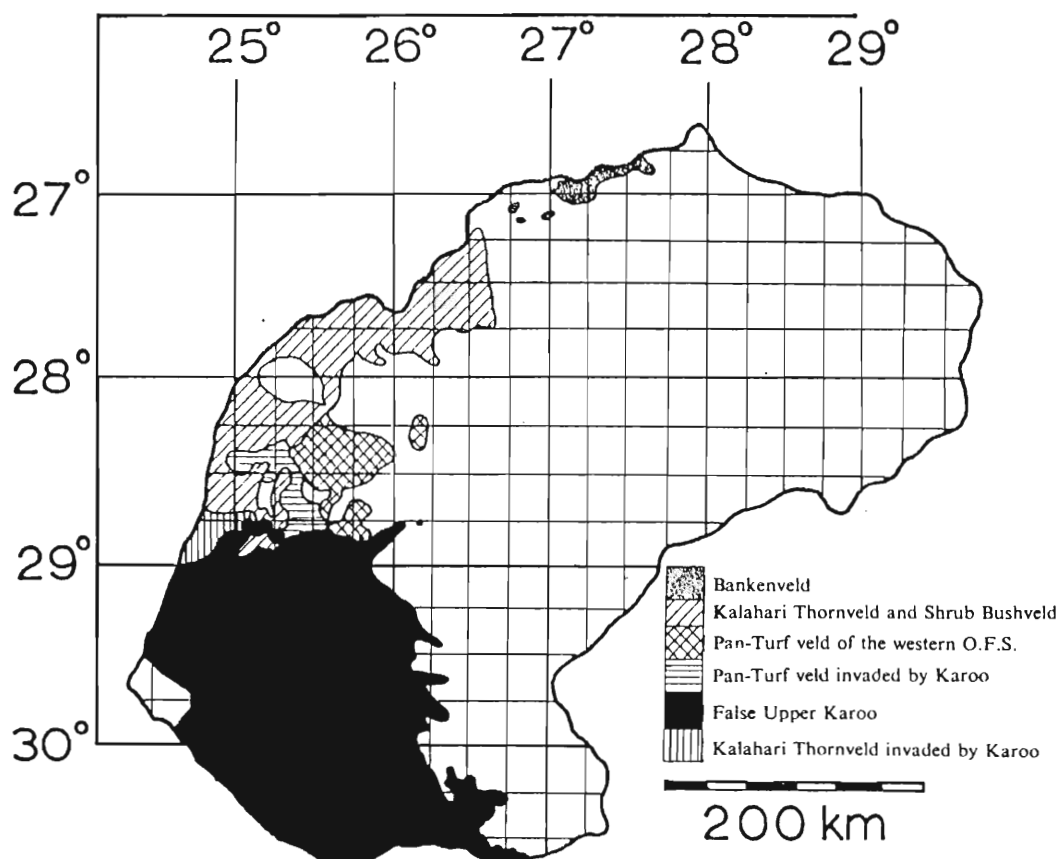 25° 26° 27° 28° 29°
27°
28°
29°
30°
Bankenveld
Kalahari Thornveld and Shrub Bushveld
Pan-Turf veld of the western O.F.S.
Pan-Turf veld invaded by Karoo
False Upper Karoo
Kalahari Thornveld invaded by Karoo
200 km